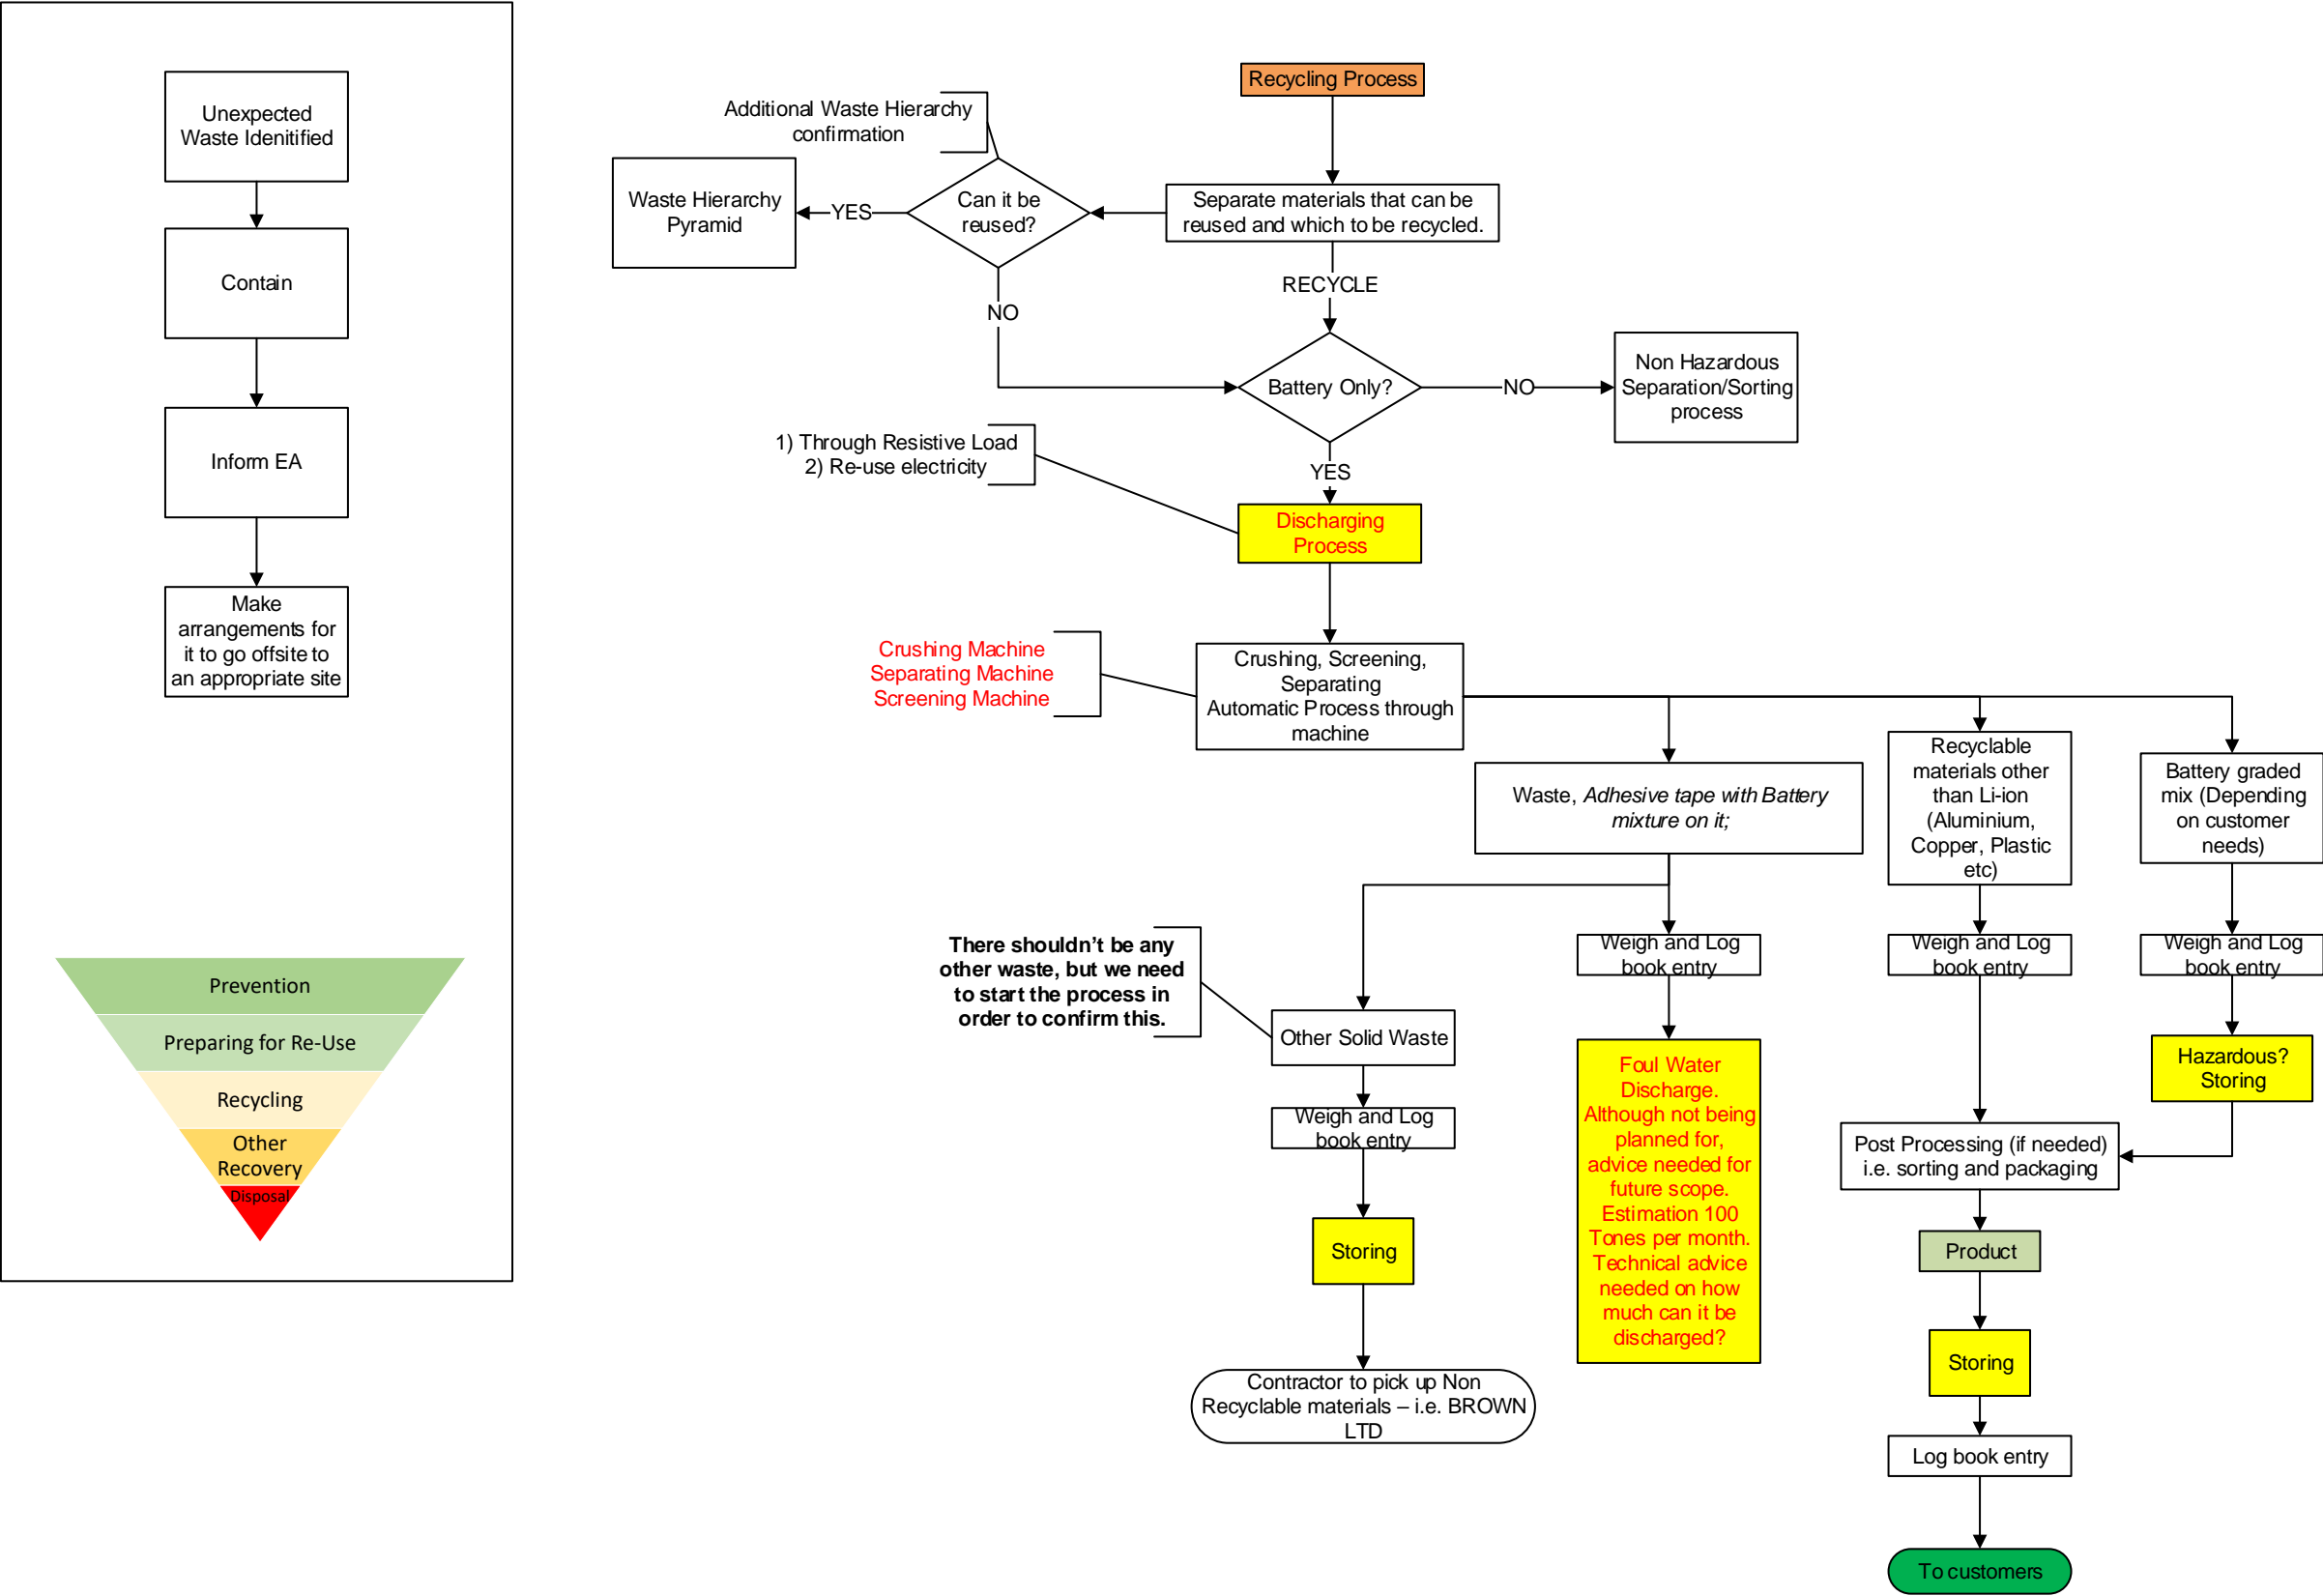 Unexpected
Waste Idenitified
Contain
Inform EA
Make
arrangements for
it to go offsite to
an appropriate site
Prevention
Preparing for Re-Use
Recycling
Other
Recovery
Disposal
Recycling Process
Additional Waste Hierarchy
confirmation
Waste Hierarchy
Pyramid
YES
Can it be
reused?
Separate materials that can be
reused and which to be recycled.
NO
RECYCLE
Battery Only?
NO
Non Hazardous
Separation/Sorting
process
1) Through Resistive Load
2) Re-use electricity
YES
Discharging
Process
Crushing Machine
Separating Machine
Screening Machine
Crushing, Screening,
Separating
Automatic Process through
machine
Waste, Adhesive tape with Battery
mixture on it;
Recyclable
materials other
than Li-ion
(Aluminium,
Copper, Plastic
etc)
Battery graded
mix (Depending
on customer
needs)
There shouldn’t be any
other waste, but we need
to start the process in
order to confirm this.
Other Solid Waste
Weigh and Log
book entry
Storing
Contractor to pick up Non
Recyclable materials – i.e. BROWN
LTD
Weigh and Log
book entry
Foul Water
Discharge.
Although not being
planned for,
advice needed for
future scope.
Estimation 100
Tones per month.
Technical advice
needed on how
much can it be
discharged?
Weigh and Log
book entry
Weigh and Log
book entry
Hazardous?
Storing
Post Processing (if needed)
i.e. sorting and packaging
Product
Storing
Log book entry
To customers